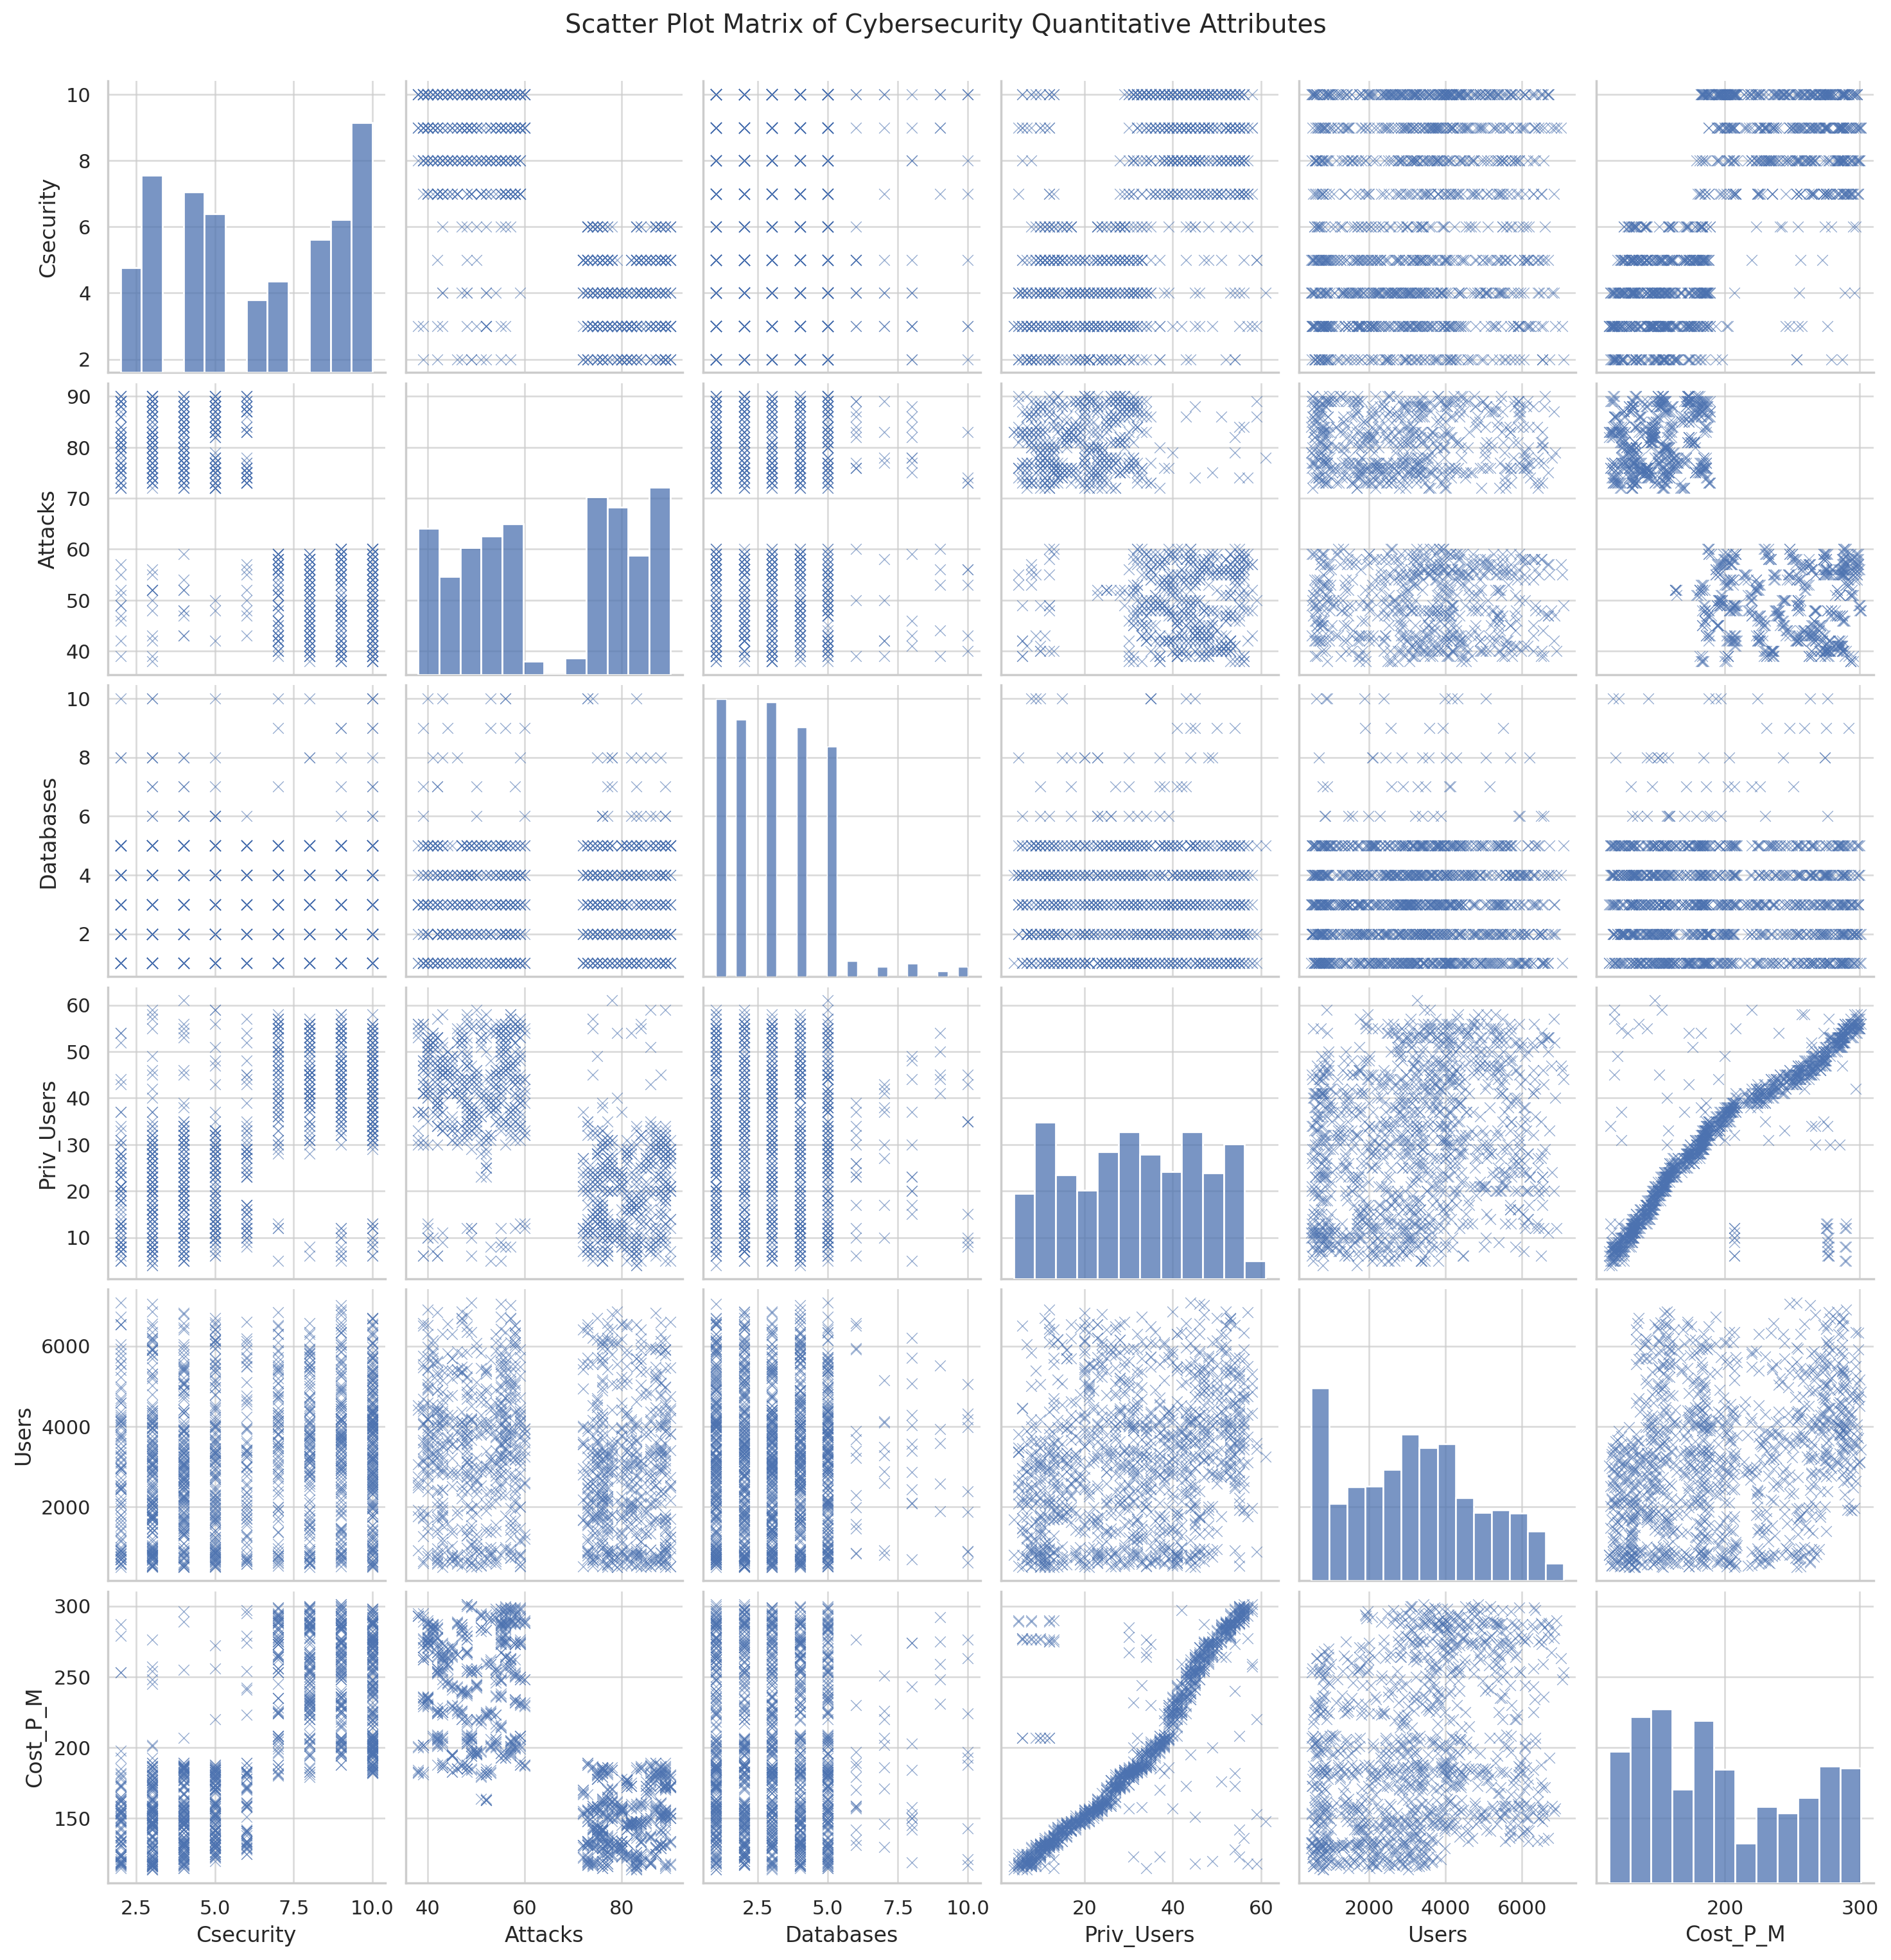 Scatter Plot Matrix of Cybersecurity Quantitative Attributes
10
8
6
4
2
Csecurity
90
80
70
60
50
40
Attacks
10
8
6
4
2
Databases
60
50
40
30
20
10
Priv_Users
6000
4000
2000
Users
300
250
200
150
Cost_P_M
2.5 5.0 7.5 10.0
Csecurity
40 60 80
Attacks
2.5 5.0 7.5 10.0
Databases
20 40 60
Priv_Users
2000 4000 6000
Users
200 300
Cost_P_M